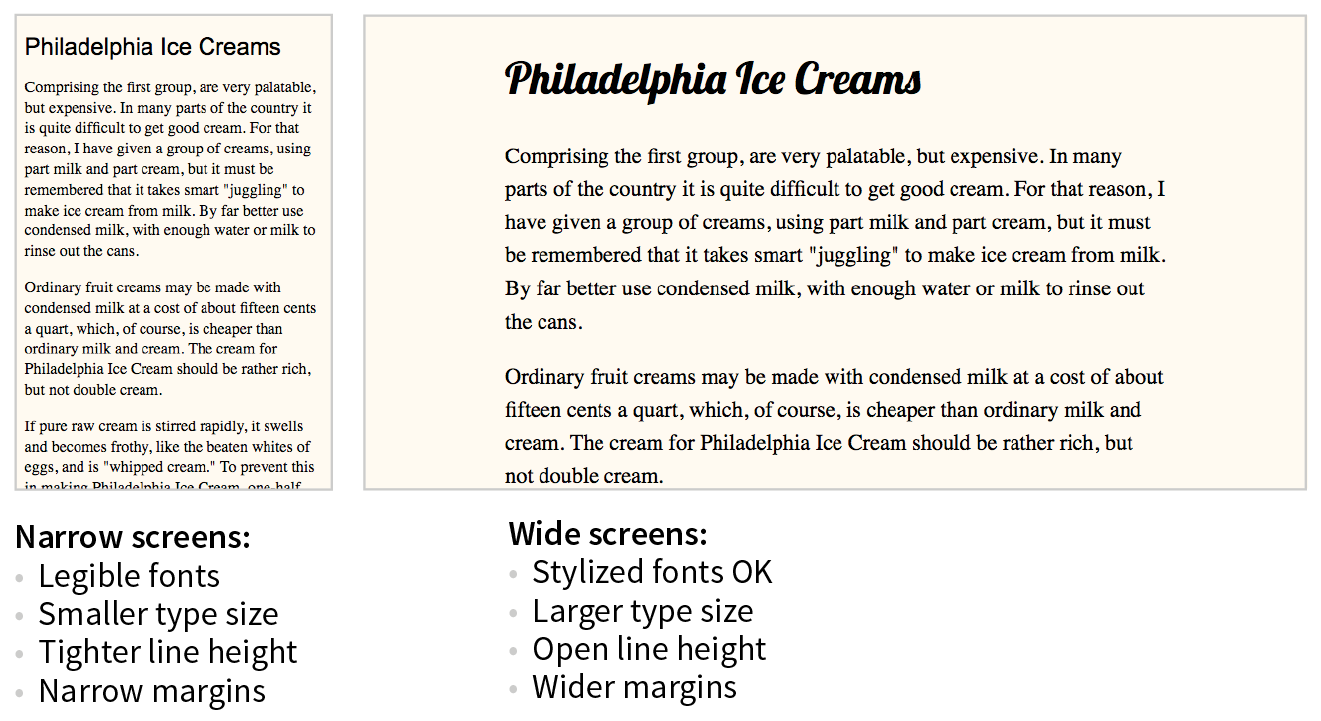 Philadelphia Ice Creams
Comprising the first group, are very palatable,
but expensive. In many parts of the country it
is quite difficult to get good cream. For that
reason, I have given a group of creams, using
part milk and part cream, but it must be
remembered that it takes smart "juggling" to
make ice cream from milk. By far better use
condensed milk, with enough water or milk to
rinse out the cans.
Ordinary fruit creams may be made with
condensed milk at a cost of about fifteen cents
a quart, which, of course, is cheaper than
ordinary milk and cream. The cream for
Philadelphia Ice Cream should be rather rich,
but not double cream.
If pure raw cream is stirred rapidly, it swells
and becomes frothy, like the beaten whites of
eggs, and is "whipped cream." To prevent this
in making Philadelphia Ice Cream, one-half
Philadelphia Ice Creams
Comprising the first group, are very palatable, but expensive. In many
parts of the country it is quite difficult to get good cream. For that reason, I
have given a group of creams, using part milk and part cream, but it must
be remembered that it takes smart "juggling" to make ice cream from milk.
By far better use condensed milk, with enough water or milk to rinse out
the cans.
Ordinary fruit creams may be made with condensed milk at a cost of about
fifteen cents a quart, which, of course, is cheaper than ordinary milk and
cream. The cream for Philadelphia Ice Cream should be rather rich, but
not double cream.
Narrow screens:
• Legible fonts
• Smaller type size
• Tighter line height
• Narrow margins
Wide screens:
• Stylized fonts OK
• Larger type size
• Open line height
• Wider margins